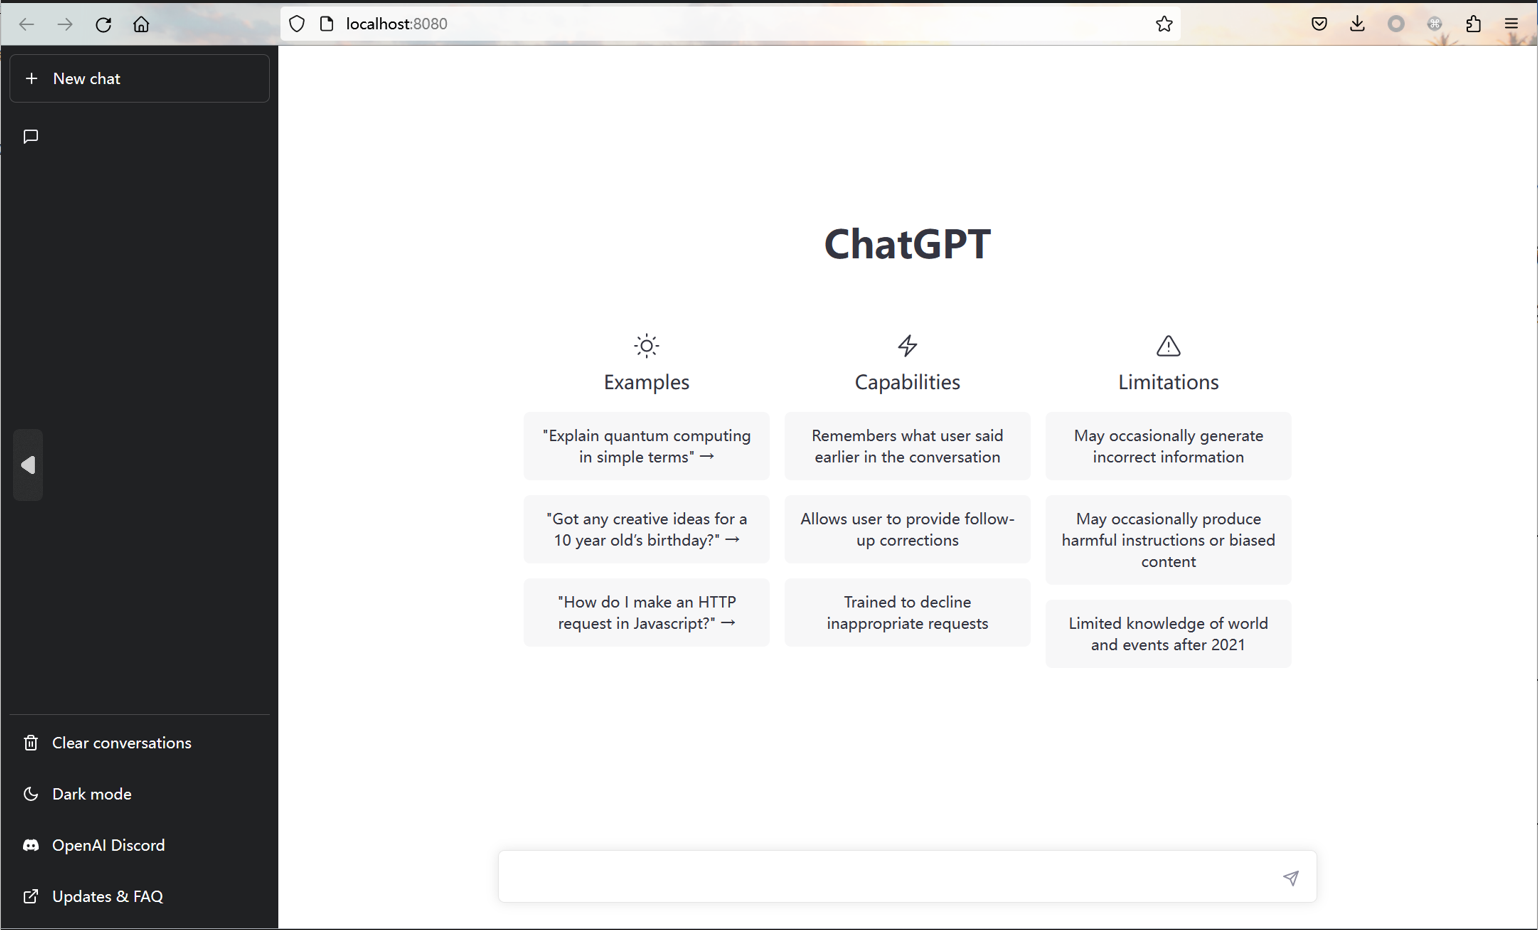 localhost:8080
New chat
ChatGPT
Examples
"Explain quantum computing
in simple terms" →
"Got any creative ideas for a
10 year old’s birthday?" →
"How do I make an HTTP
request in Javascript?" →
Capabilities
Remembers what user said
earlier in the conversation
Allows user to provide follow-
up corrections
Trained to decline
inappropriate requests
Limitations
May occasionally generate
incorrect information
May occasionally produce
harmful instructions or biased
content
Limited knowledge of world
and events after 2021
Clear conversations
Dark mode
OpenAI Discord
Updates & FAQ